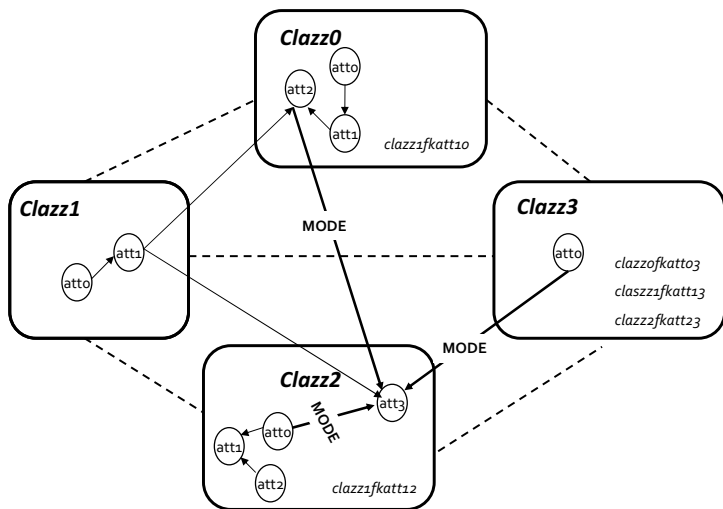 Clazz0
att0
att2
att1
clazz1fkatt10
Clazz1
att1
att0
MODE
Clazz3
att0
clazz0fkatt03
claszz1fkatt13
clazz2fkatt23
MODE
Clazz2
att3
MODE
att0
att1
att2
clazz1fkatt12